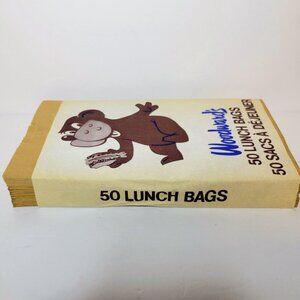 Woodward's
50 LUNCH BAGS
50 SACS À DÉJEUNER
50 LUNCH BAGS